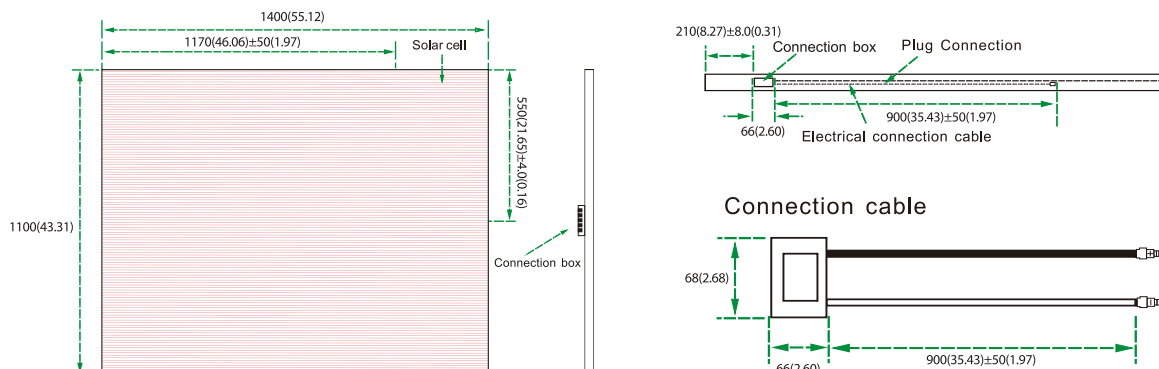 1400(55.12)
1170(46.06)±50(1.97)
Solar cell
550(21.65)±4.0(0.16)
1100(43.31)
Connection box
210(8.27)±8.0(0.31)
Connection box
Plug Connection
900(35.43)±50(1.97)
66(2.60)
Electrical connection cable
Connection cable
68(2.68)
66(2.60)
900(35.43)±50(1.97)